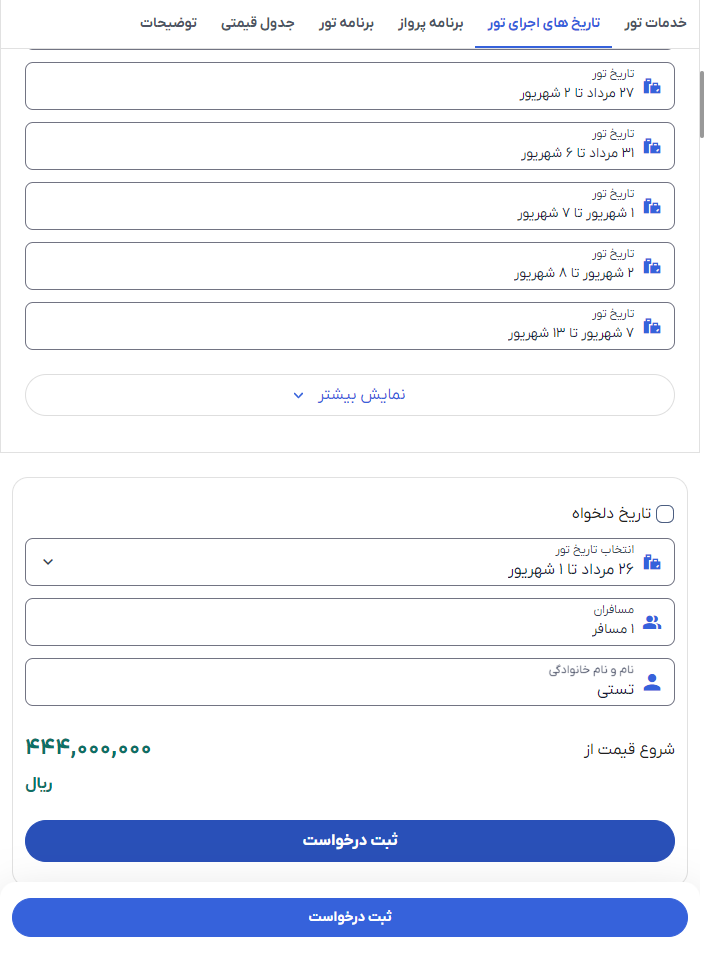 خدمات تور
تاریخ های اجرای تور
برنامه پرواز
برنامه تور
جدول قیمتی
توضیحات
تاریخ تور
۲۷ مرداد تا ۲ شهریور
تاریخ تور
۳۱ مرداد تا ۶ شهریور
تاریخ تور
۱ شهریور تا ۷ شهریور
تاریخ تور
۲ شهریور تا ۸ شهریور
تاریخ تور
۷ شهریور تا ۱۳ شهریور
نمایش بیشتر
تاریخ دلخواه
انتخاب تاریخ تور
۲۶ مرداد تا ۱ شهریور
مسافران
۱ مسافر
نام و نام خانوادگی
تستی
شروع قیمت از
۴۴۴,۰۰۰,۰۰۰
ریال
ثبت درخواست
ثبت درخواست